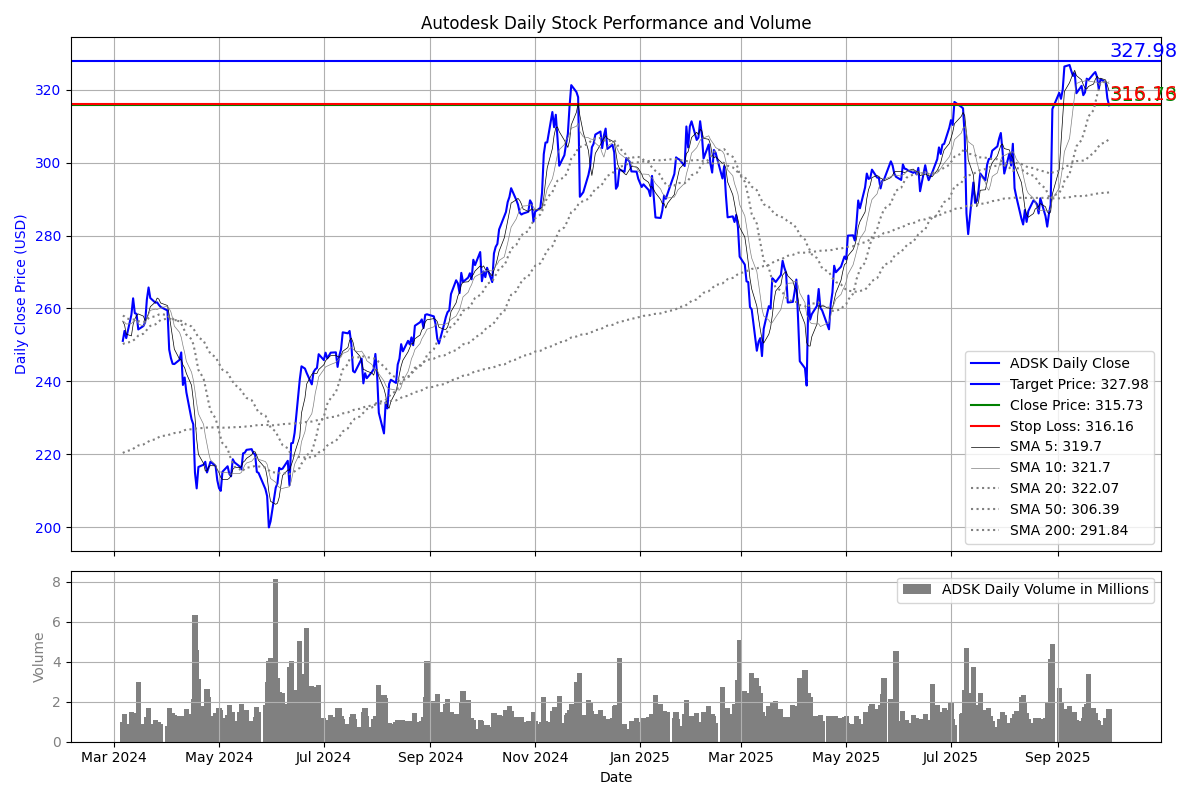 Autodesk Daily Stock Performance and Volume
327.98
316.16
315.73
320
300
280
260
240
220
200
Daily Close Price (USD)
ADSK Daily Close
Target Price: 327.98
Close Price: 315.73
Stop Loss: 316.16
SMA 5: 319.7
SMA 10: 321.7
SMA 20: 322.07
SMA 50: 306.39
SMA 200: 291.84
8
6
4
2
0
Volume
ADSK Daily Volume in Millions
Mar 2024 May 2024 Jul 2024 Sep 2024 Nov 2024 Jan 2025 Mar 2025 May 2025 Jul 2025 Sep 2025
Date